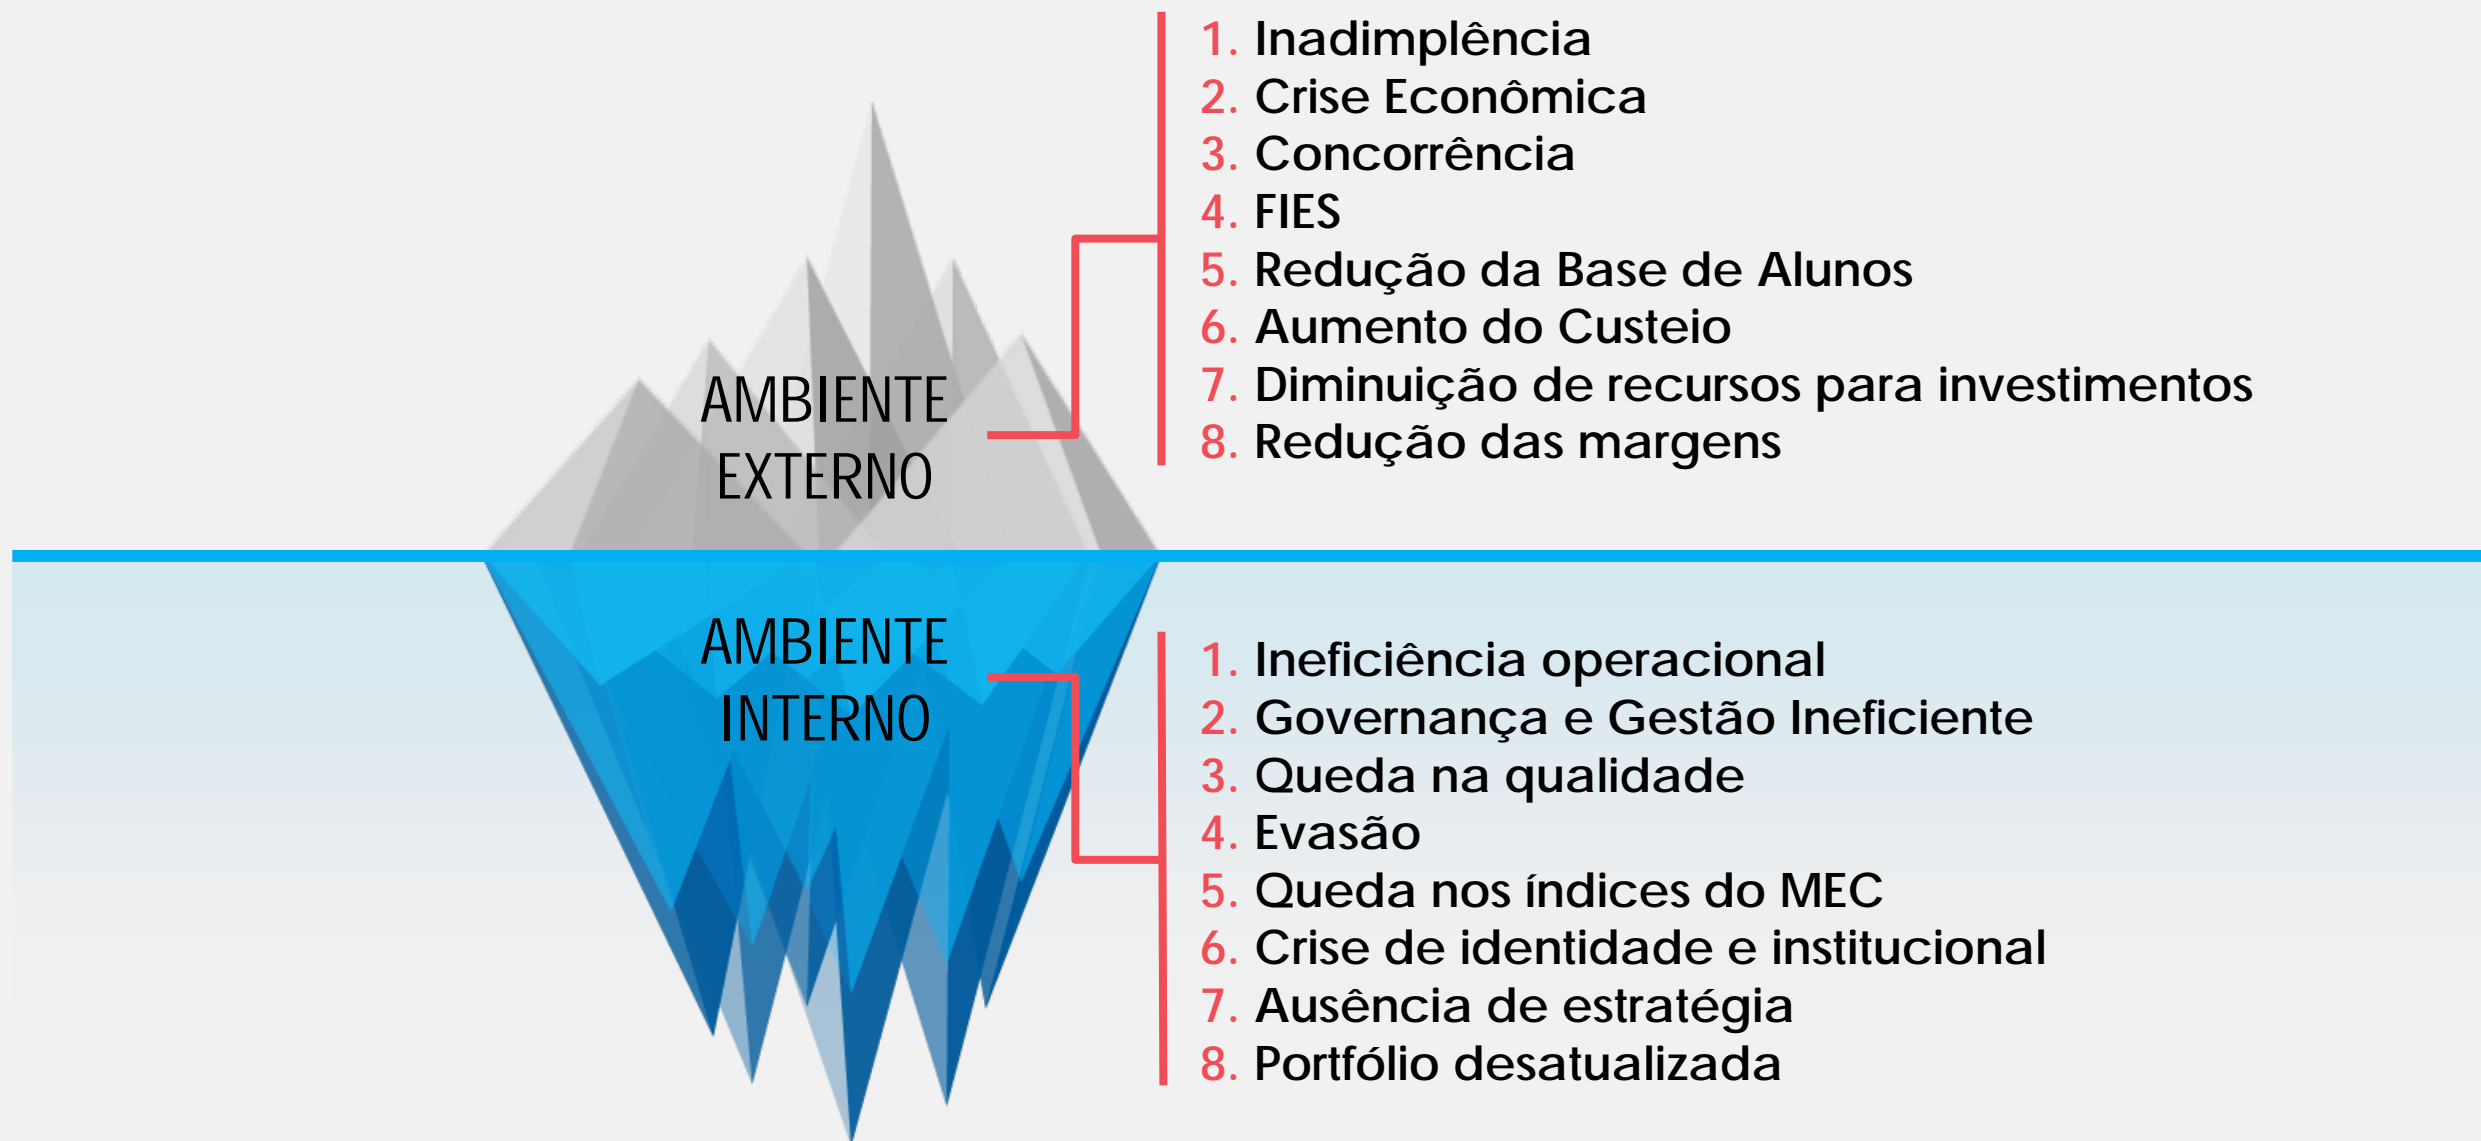 1. Inadimplência
2. Crise Econômica
3. Concorrência
4. FIES
5. Redução da Base de Alunos
6. Aumento do Custeio
7. Diminuição de recursos para investimentos
8. Redução das margens
AMBIENTE
EXTERNO
AMBIENTE
INTERNO
1. Ineficiência operacional
2. Governança e Gestão Ineficiente
3. Queda na qualidade
4. Evasão
5. Queda nos índices do MEC
6. Crise de identidade e institucional
7. Ausência de estratégia
8. Portfólio desatualizada